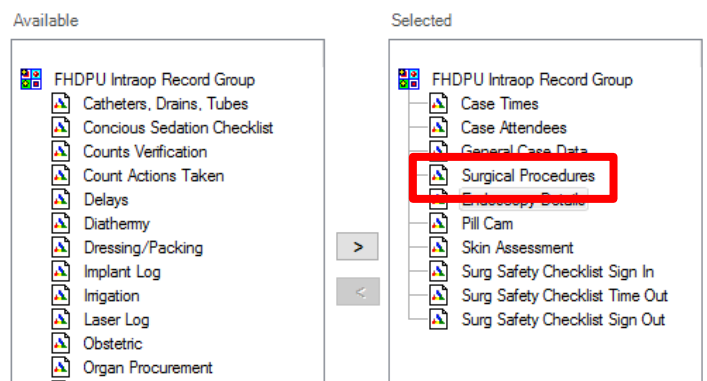 Available
FHDPU Intraop Record Group
Catheters, Drains, Tubes
Concious Sedation Checklist
Counts Verification
Count Actions Taken
Delays
Diathermy
Dressing/Packing
Implant Log
Irrigation
Laser Log
Obstetric
Organ Procurement
>
<
Selected
FHDPU Intraop Record Group
Case Times
Case Attendees
General Case Data
Surgical Procedures
Endoscopy Details
Pill Cam
Skin Assessment
Surg Safety Checklist Sign In
Surg Safety Checklist Time Out
Surg Safety Checklist Sign Out